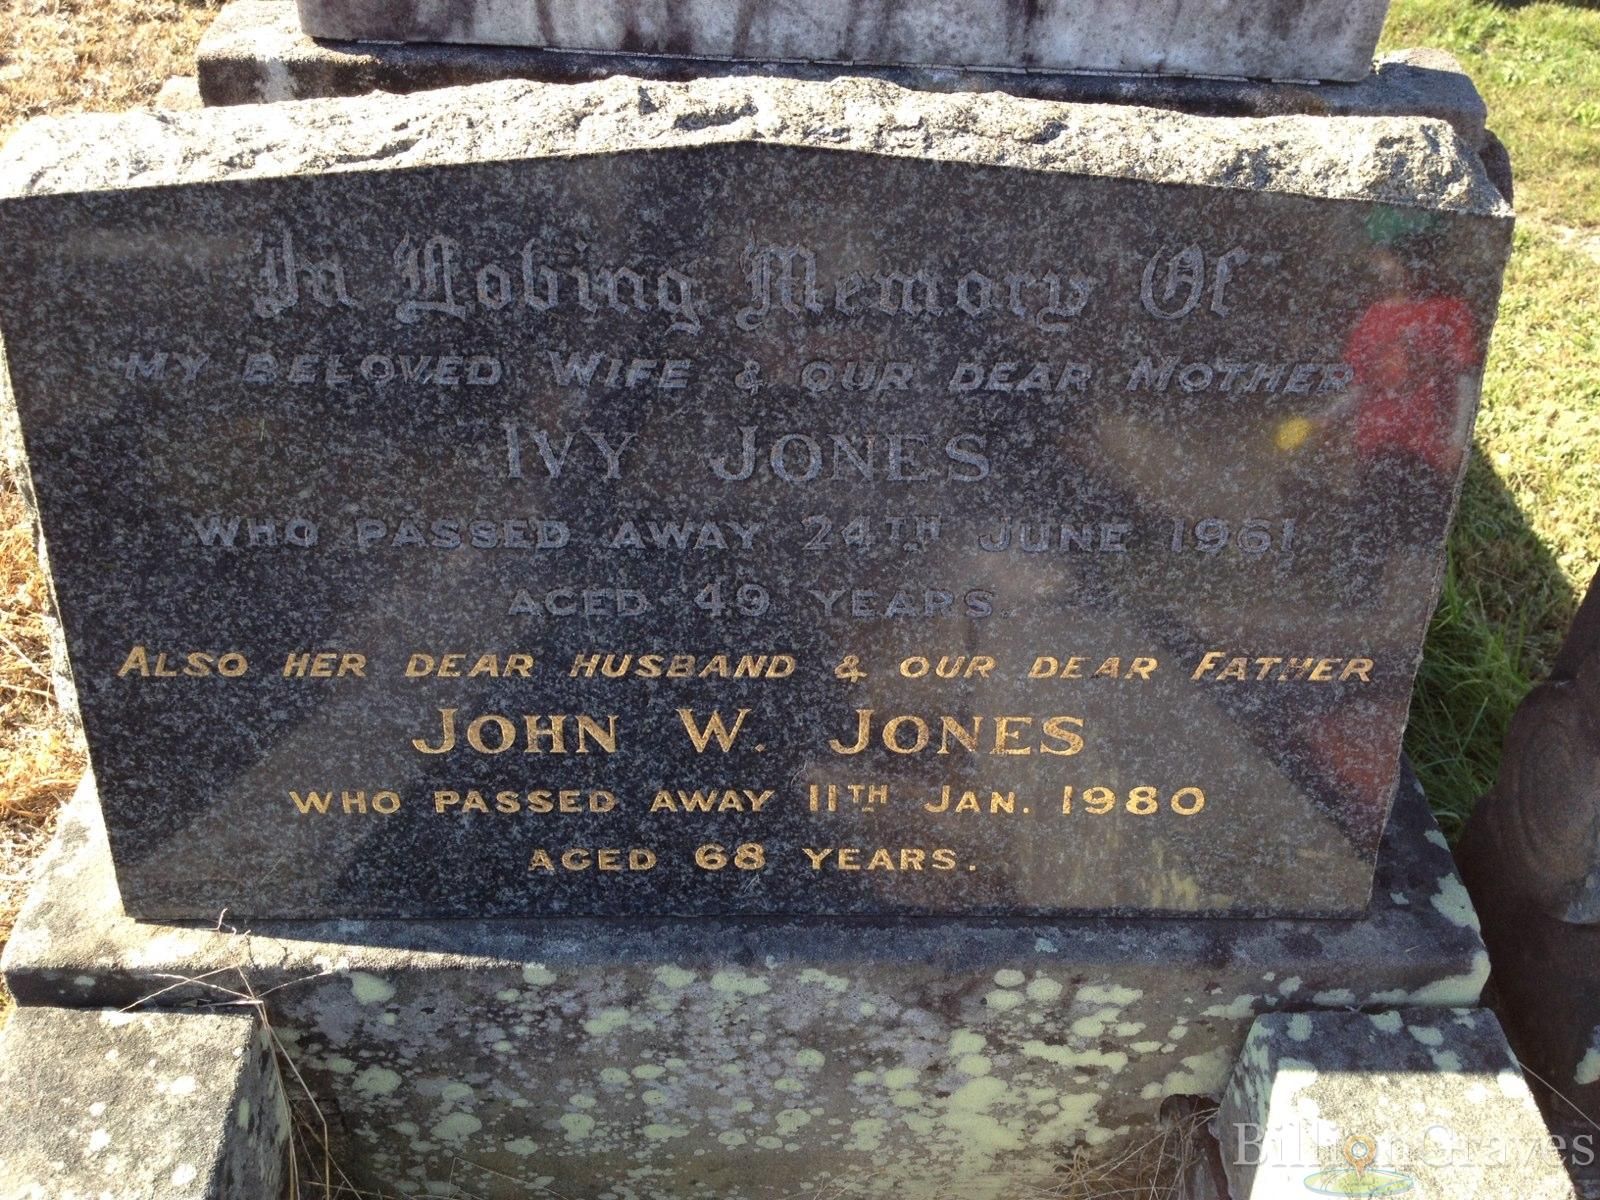 In Loving Memory Of
MY BELOVED WIFE & OUR DEAR MOTHER
IVY JONES
WHO PASSED AWAY 24TH JUNE 1961
AGED 49 YEARS.
ALSO HER DEAR HUSBAND & OUR DEAR FATHER
JOHN W. JONES
WHO PASSED AWAY 11TH JAN. 1980
AGED 68 YEARS.
BillionGraves